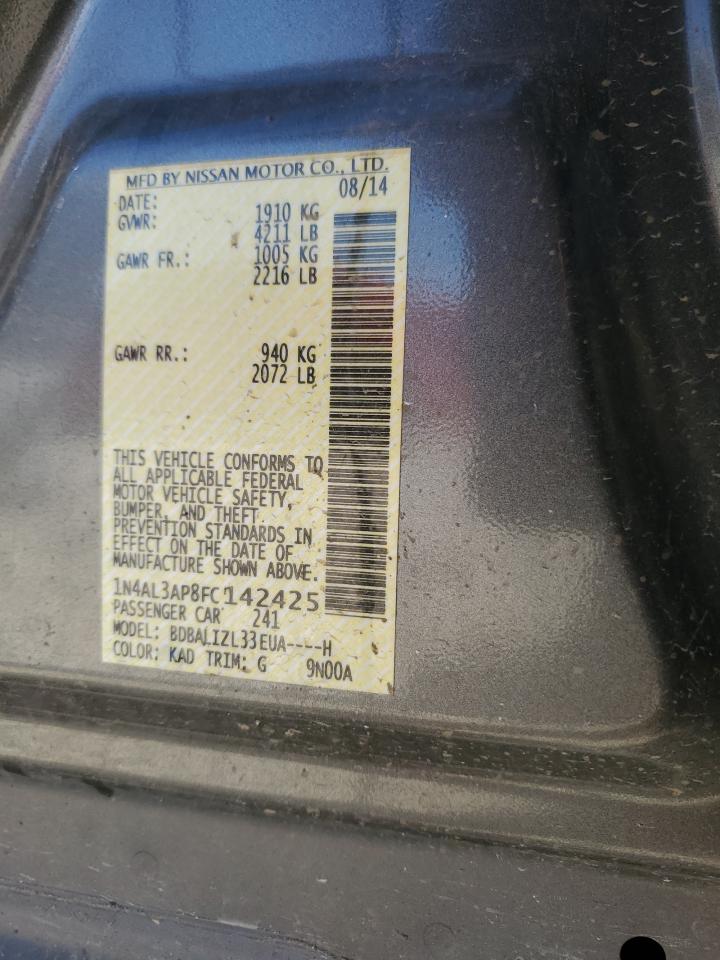 MFD BY NISSAN MOTOR CO., LTD.
DATE: 08/14
GVWR: 1910 KG
4211 LB
GAWR FR.: 1005 KG
2216 LB
GAWR RR.: 940 KG
2072 LB
THIS VEHICLE CONFORMS TO
ALL APPLICABLE FEDERAL
MOTOR VEHICLE SAFETY,
BUMPER, AND THEFT
PREVENTION STANDARDS IN
EFFECT ON THE DATE OF
MANUFACTURE SHOWN ABOVE.
1N4AL3AP8FC142425
PASSENGER CAR 241
MODEL: BDBALIZL33EUA----H
COLOR: KAD TRIM: G 9N00A